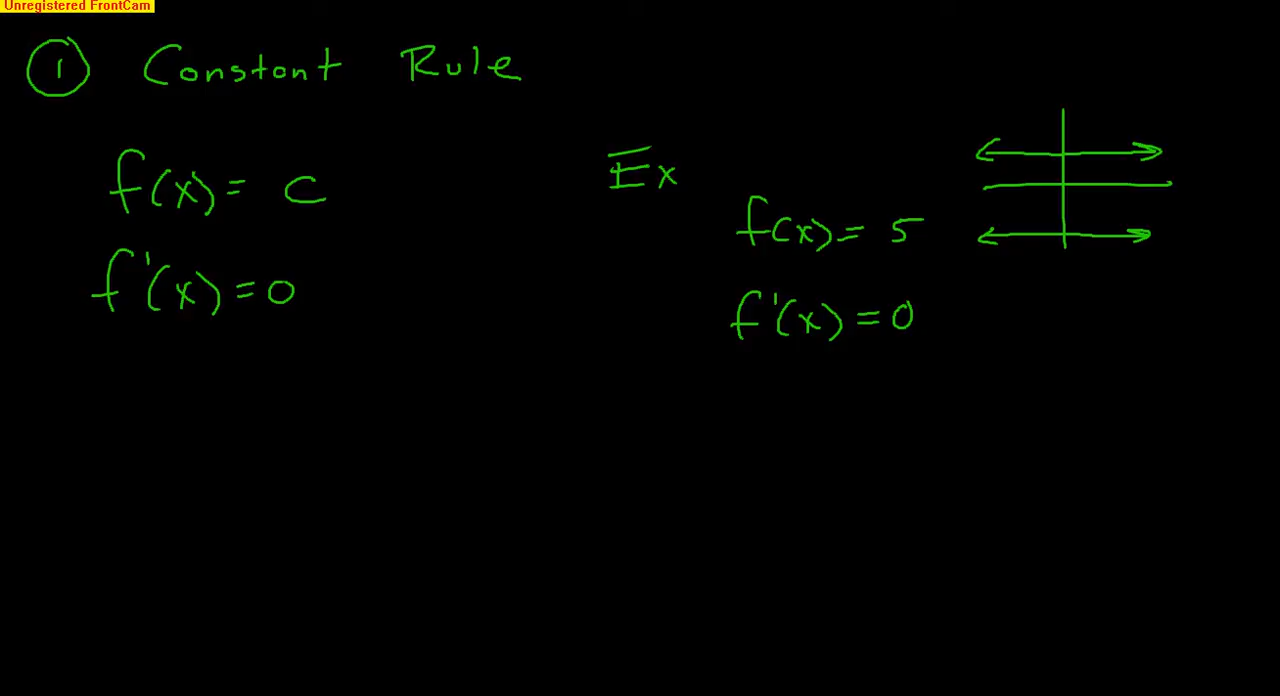 Unregistered FrontCam
① Constant Rule
f(x) = c
f'(x) = 0
Ex
f(x) = 5
f'(x) = 0